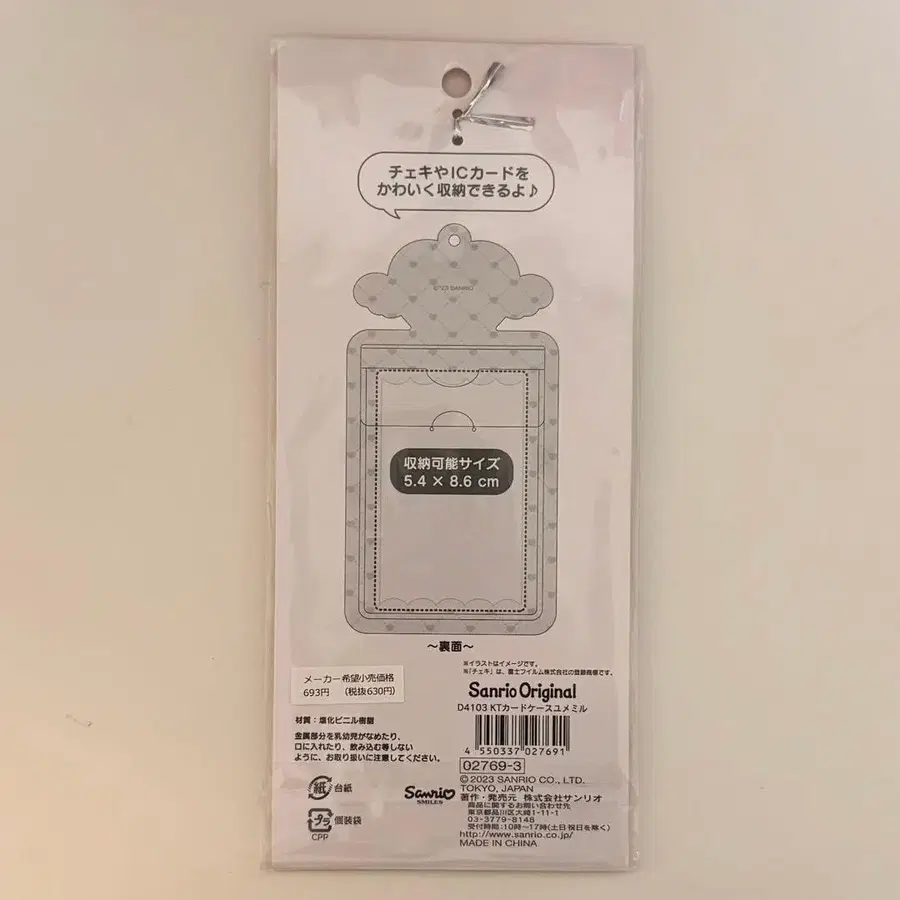 チェキやICカードを
かわいく収納できるよ♪
©'23 SANRIO
収納可能サイズ
5.4 × 8.6 cm
〜裏面〜
※イラストはイメージです。
※「チェキ」は、富士フイルム株式会社の登録商標です。
メーカー希望小売価格
693円 (税抜630円)
Sanrio Original
D4103 KTカードケースユメミル
材質:塩化ビニル樹脂
金属部分を乳幼児がなめたり、
口に入れたり、飲み込む等しない
ように、お取り扱いに注意してください。
4 550337 027691
02769-3
©2023 SANRIO CO., LTD.
TOKYO, JAPAN
著作・発売元 株式会社サンリオ
商品に関するお問い合わせ先
東京都品川区大崎1-11-1
03-3779-8148
受付時間:10時〜17時(土日祝日を除く)
http://www.sanrio.co.jp/
MADE IN CHINA
紙 台紙
Sanrio
SMILES
プラ 個装袋
CPP